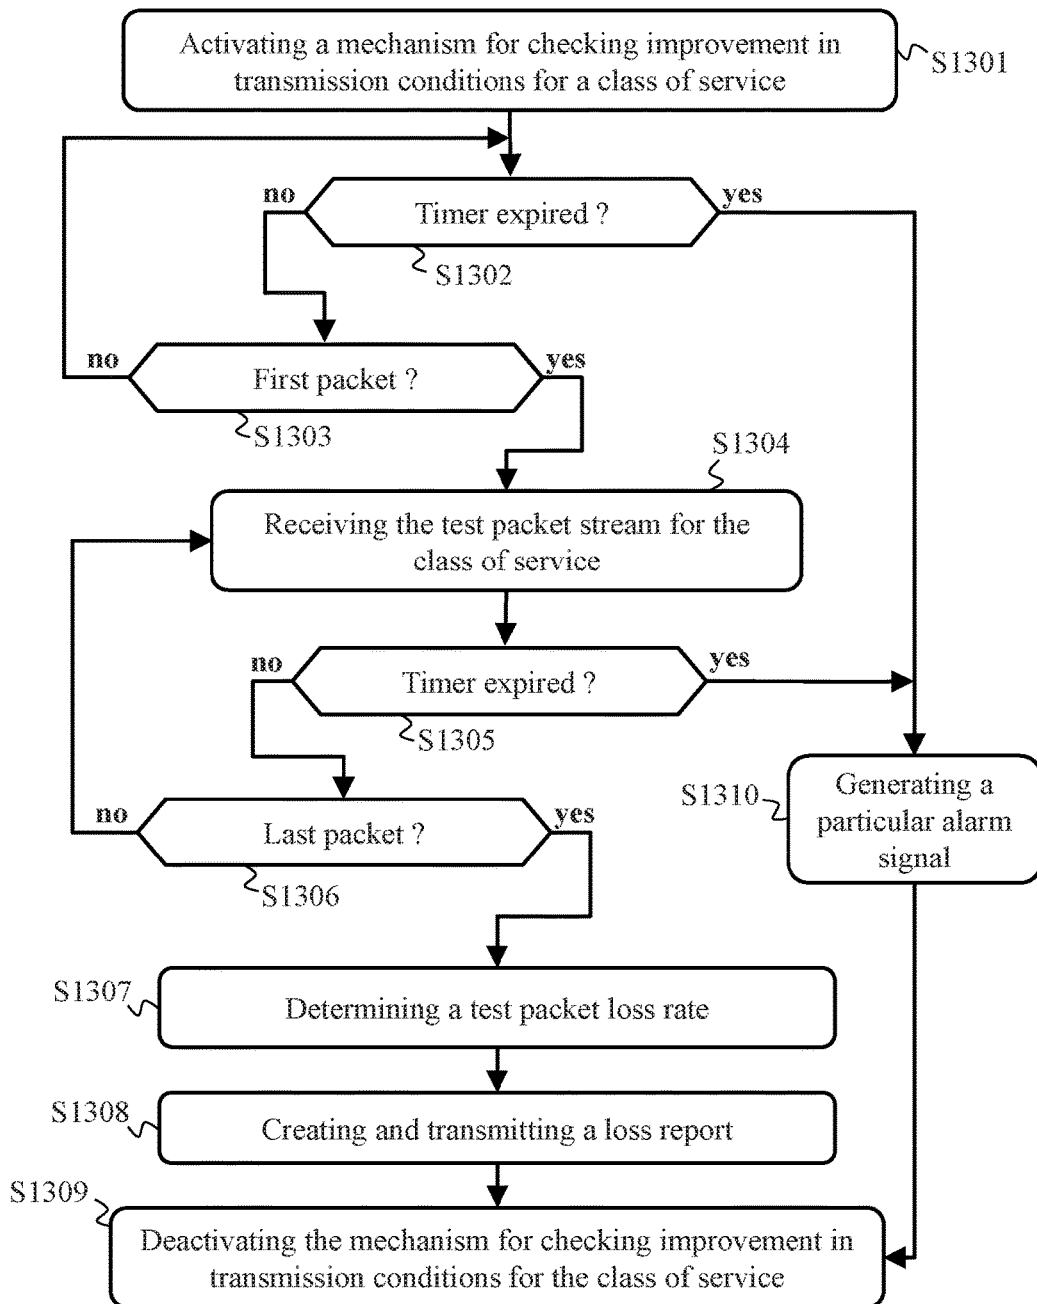 Activating a mechanism for checking improvement in
transmission conditions for a class of service
S1301
no
Timer expired ?
yes
S1302
no
First packet ?
yes
S1303
S1304
Receiving the test packet stream for the
class of service
no
Timer expired ?
yes
S1305
S1310
Generating a
particular alarm
signal
no
Last packet ?
yes
S1306
S1307
Determining a test packet loss rate
S1308
Creating and transmitting a loss report
S1309
Deactivating the mechanism for checking improvement in
transmission conditions for the class of service